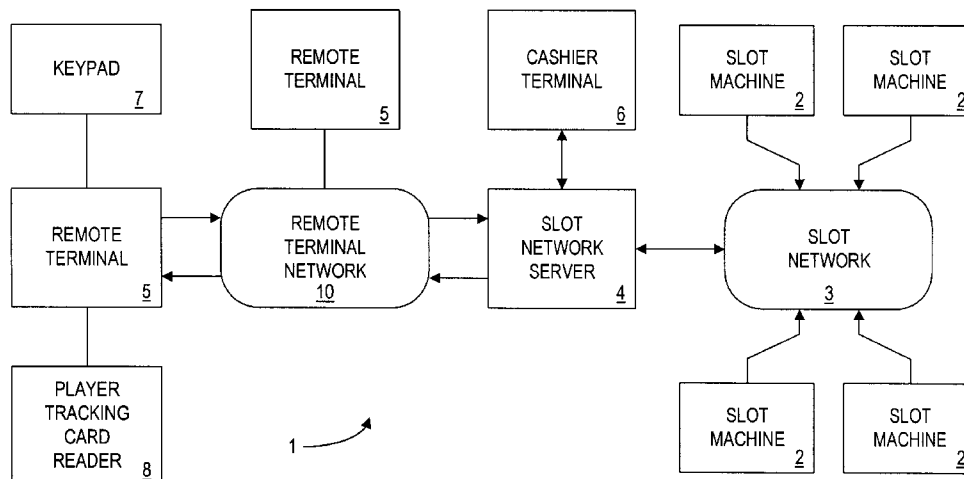 KEYPAD
7
REMOTE
TERMINAL
5
CASHIER
TERMINAL
6
SLOT
MACHINE
2
SLOT
MACHINE
2
REMOTE
TERMINAL
5
REMOTE
TERMINAL
NETWORK
10
SLOT
NETWORK
SERVER
4
SLOT
NETWORK
3
PLAYER
TRACKING
CARD
READER
8
1
SLOT
MACHINE
2
SLOT
MACHINE
2